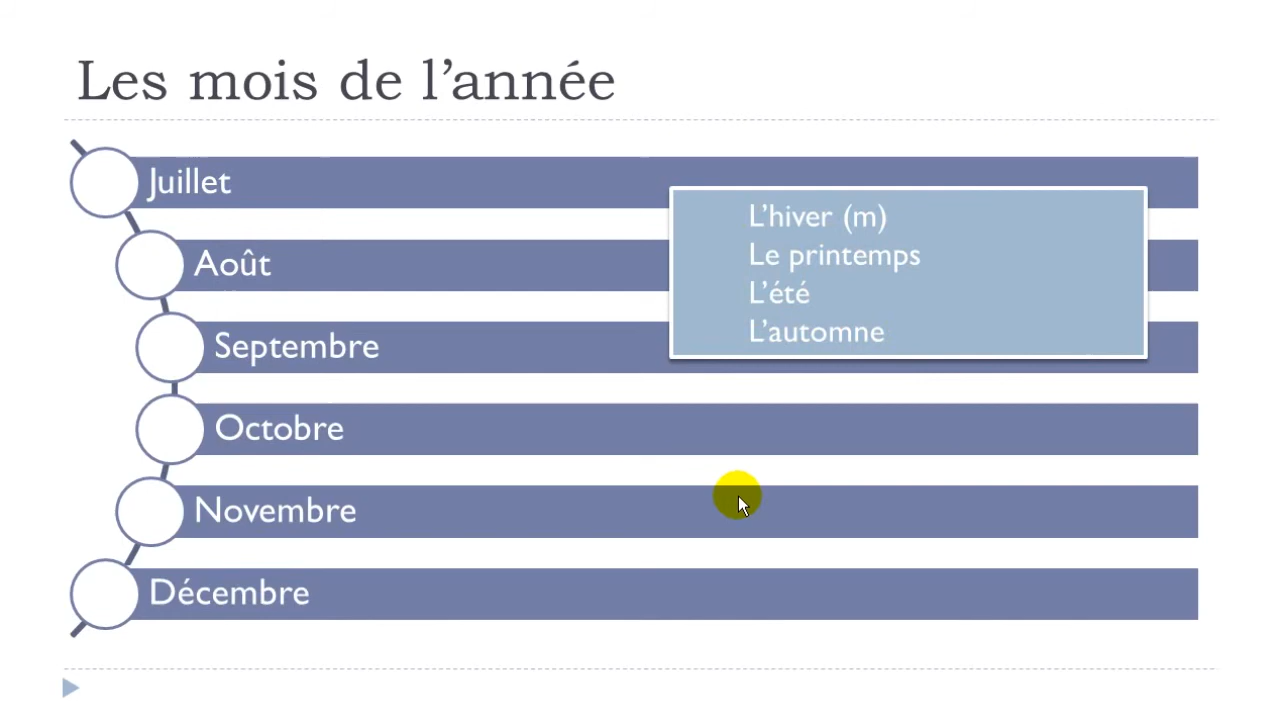 Les mois de l’année
Juillet
Août
Septembre
Octobre
Novembre
Décembre
L’hiver (m)
Le printemps
L’été
L’automne